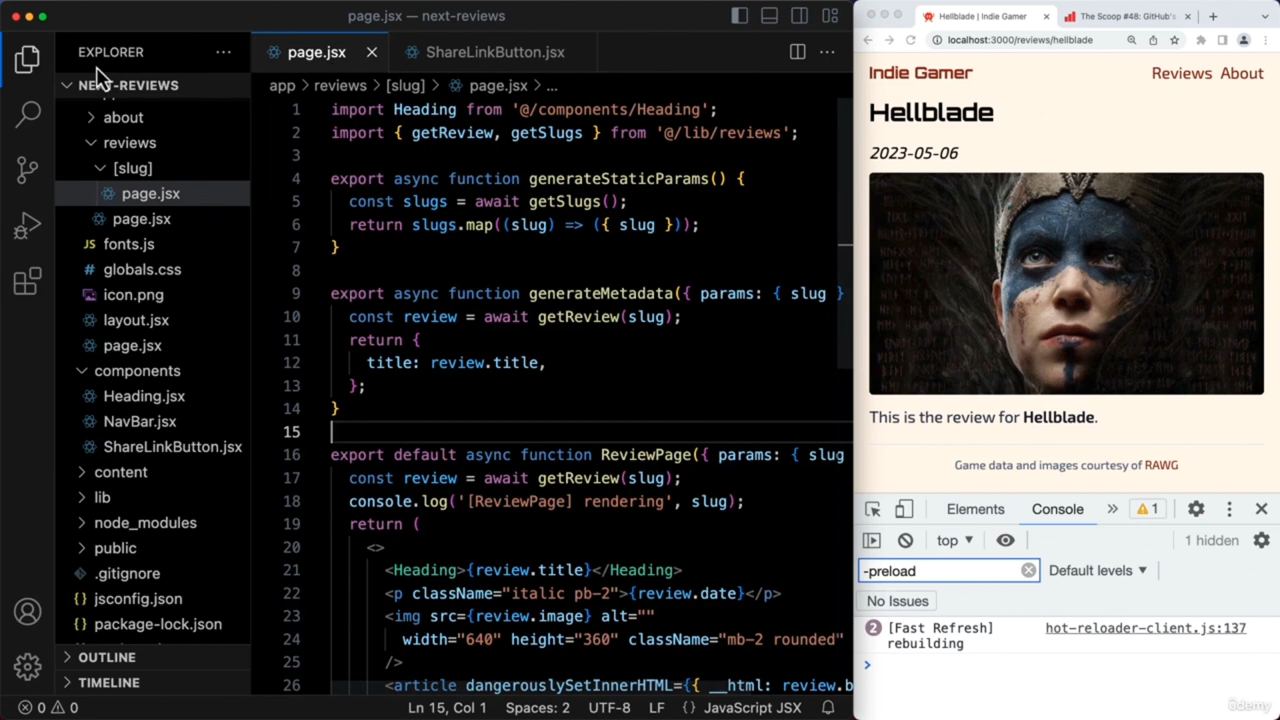 page.jsx — next-reviews
EXPLORER
NEXT-REVIEWS
about
reviews
[slug]
page.jsx
page.jsx
fonts.js
globals.css
icon.png
layout.jsx
page.jsx
components
Heading.jsx
NavBar.jsx
ShareLinkButton.jsx
content
lib
node_modules
public
.gitignore
jsconfig.json
package-lock.json
OUTLINE
TIMELINE
page.jsx
ShareLinkButton.jsx
app > reviews > [slug] > page.jsx > ...
1 import Heading from '@/components/Heading';
2 import { getReview, getSlugs } from '@/lib/reviews';
3
4 export async function generateStaticParams() {
5 const slugs = await getSlugs();
6 return slugs.map((slug) => ({ slug }));
7 }
8
9 export async function generateMetadata({ params: { slug }
10 const review = await getReview(slug);
11 return {
12 title: review.title,
13 };
14 }
15
16 export default async function ReviewPage({ params: { slug
17 const review = await getReview(slug);
18 console.log('[ReviewPage] rendering', slug);
19 return (
20 <>
21 <Heading>{review.title}</Heading>
22 <p className="italic pb-2">{review.date}</p>
23 <img src={review.image} alt=""
24 width="640" height="360" className="mb-2 rounded"
25 />
26 <article dangerouslySetInnerHTML={{ __html: review.b
0 0
Ln 15, Col 1 Spaces: 2 UTF-8 LF {} JavaScript JSX
Hellblade | Indie Gamer
The Scoop #48: GitHub's
localhost:3000/reviews/hellblade
Indie Gamer
Reviews About
Hellblade
2023-05-06
This is the review for Hellblade.
Game data and images courtesy of RAWG
Elements Console 1
top 1 hidden
-preload Default levels
No Issues
2 [Fast Refresh] hot-reloader-client.js:137
rebuilding
ûdemy